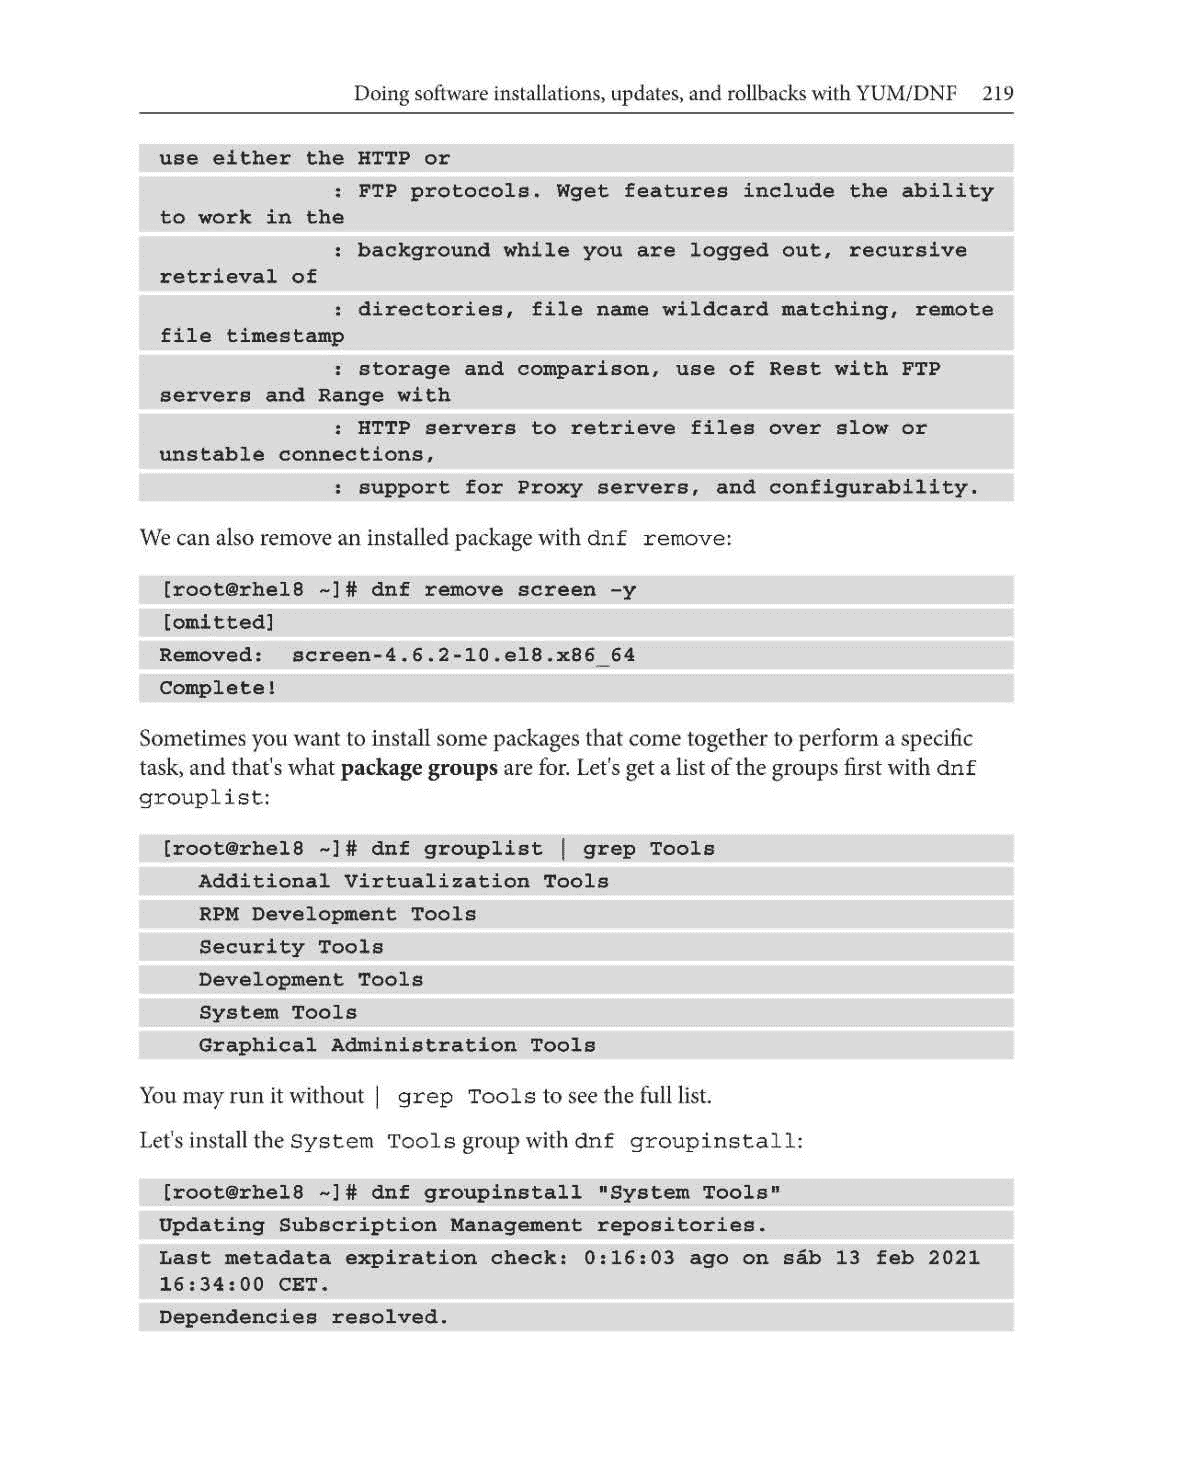 Doing software installations, updates, and rollbacks with YUM/DNF 219
use either the HTTP or
: FTP protocols. Wget features include the ability
to work in the
: background while you are logged out, recursive
retrieval of
: directories, file name wildcard matching, remote
file timestamp
: storage and comparison, use of Rest with FTP
servers and Range with
: HTTP servers to retrieve files over slow or
unstable connections,
: support for Proxy servers, and configurability.
We can also remove an installed package with dnf remove:
[root@rhel8 ~]# dnf remove screen -y
[omitted]
Removed: screen-4.6.2-10.el8.x86_64
Complete!
Sometimes you want to install some packages that come together to perform a specific
task, and that's what package groups are for. Let's get a list of the groups first with dnf
grouplist:
[root@rhel8 ~]# dnf grouplist | grep Tools
Additional Virtualization Tools
RPM Development Tools
Security Tools
Development Tools
System Tools
Graphical Administration Tools
You may run it without | grep Tools to see the full list.
Let's install the System Tools group with dnf groupinstall:
[root@rhel8 ~]# dnf groupinstall "System Tools"
Updating Subscription Management repositories.
Last metadata expiration check: 0:16:03 ago on sáb 13 feb 2021
16:34:00 CET.
Dependencies resolved.